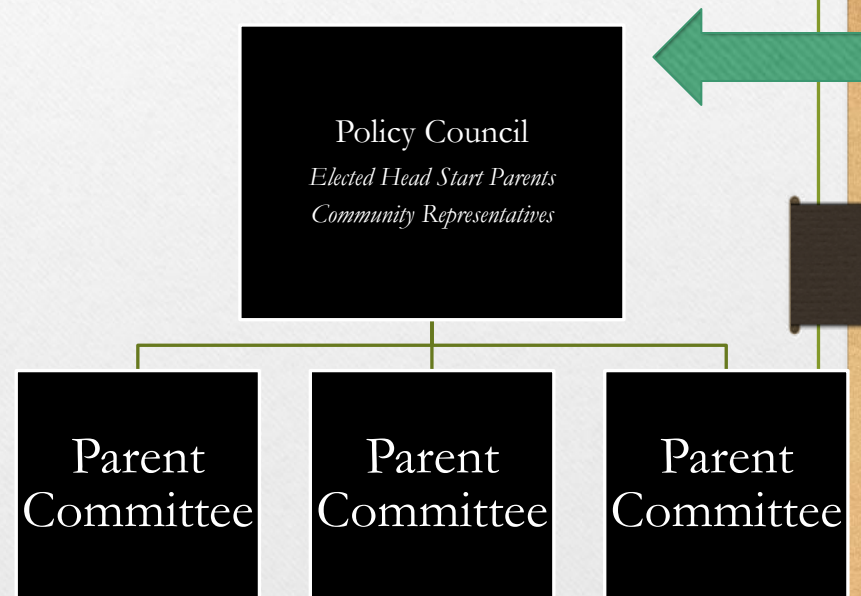 Policy Council
Elected Head Start Parents
Community Representatives
Parent
Committee
Parent
Committee
Parent
Committee